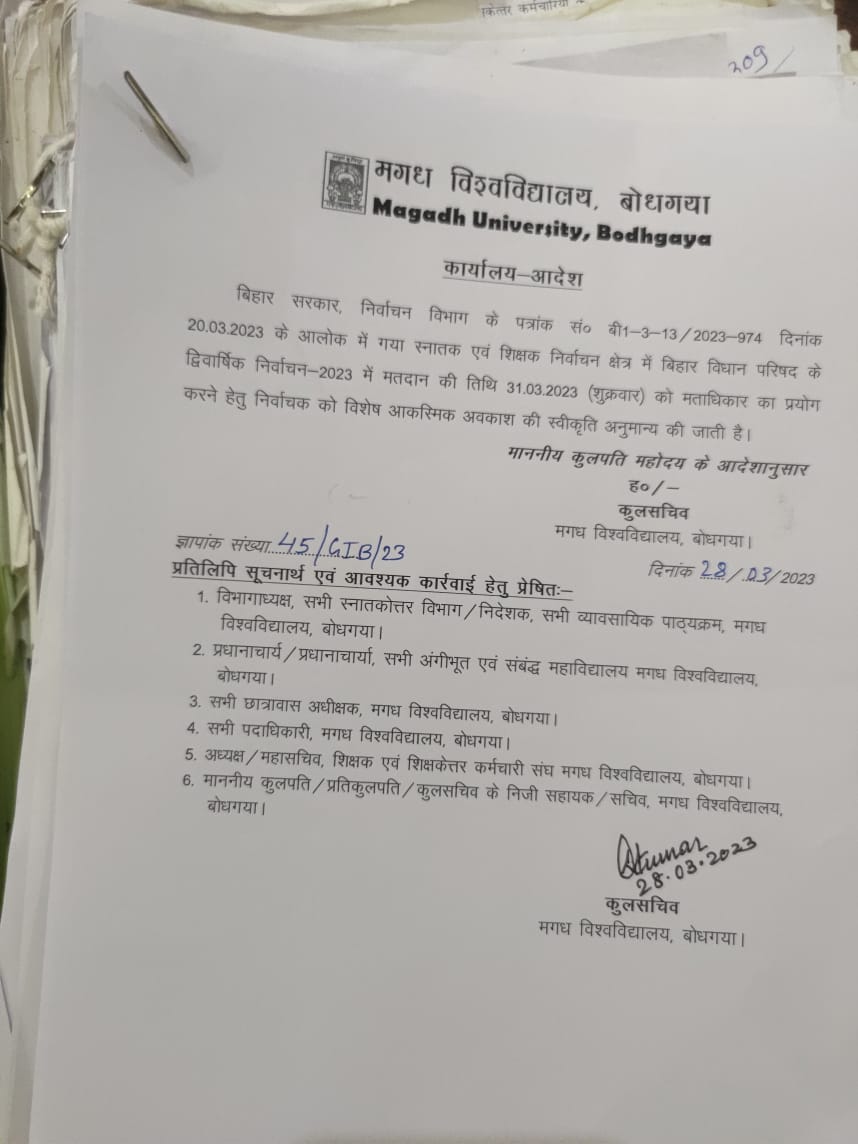 209/
मगध विश्वविद्यालय, बोधगया
Magadh University, Bodhgaya
कार्यालय–आदेश
बिहार सरकार, निर्वाचन विभाग के पत्रांक सं० बी1–3–13/2023–974 दिनांक
20.03.2023 के आलोक में गया स्नातक एवं शिक्षक निर्वाचन क्षेत्र में बिहार विधान परिषद के
द्विवार्षिक निर्वाचन–2023 में मतदान की तिथि 31.03.2023 (शुक्रवार) को मताधिकार का प्रयोग
करने हेतु निर्वाचक को विशेष आकस्मिक अवकाश की स्वीकृति अनुमान्य की जाती है।
माननीय कुलपति महोदय के आदेशानुसार
ह०/–
कुलसचिव
मगध विश्वविद्यालय, बोधगया।
ज्ञापांक संख्या 45/GIB/23
दिनांक 28/03/2023
प्रतिलिपि सूचनार्थ एवं आवश्यक कार्रवाई हेतु प्रेषितः–
1. विभागाध्यक्ष, सभी स्नातकोत्तर विभाग/निदेशक, सभी व्यावसायिक पाठ्यक्रम, मगध
विश्वविद्यालय, बोधगया।
2. प्रधानाचार्य/प्रधानाचार्या, सभी अंगीभूत एवं संबंद्ध महाविद्यालय मगध विश्वविद्यालय,
बोधगया।
3. सभी छात्रावास अधीक्षक, मगध विश्वविद्यालय, बोधगया।
4. सभी पदाधिकारी, मगध विश्वविद्यालय, बोधगया।
5. अध्यक्ष/महासचिव, शिक्षक एवं शिक्षकेत्तर कर्मचारी संघ मगध विश्वविद्यालय, बोधगया।
6. माननीय कुलपति/प्रतिकुलपति/कुलसचिव के निजी सहायक/सचिव, मगध विश्वविद्यालय,
बोधगया।
28.03.2023
कुलसचिव
मगध विश्वविद्यालय, बोधगया।